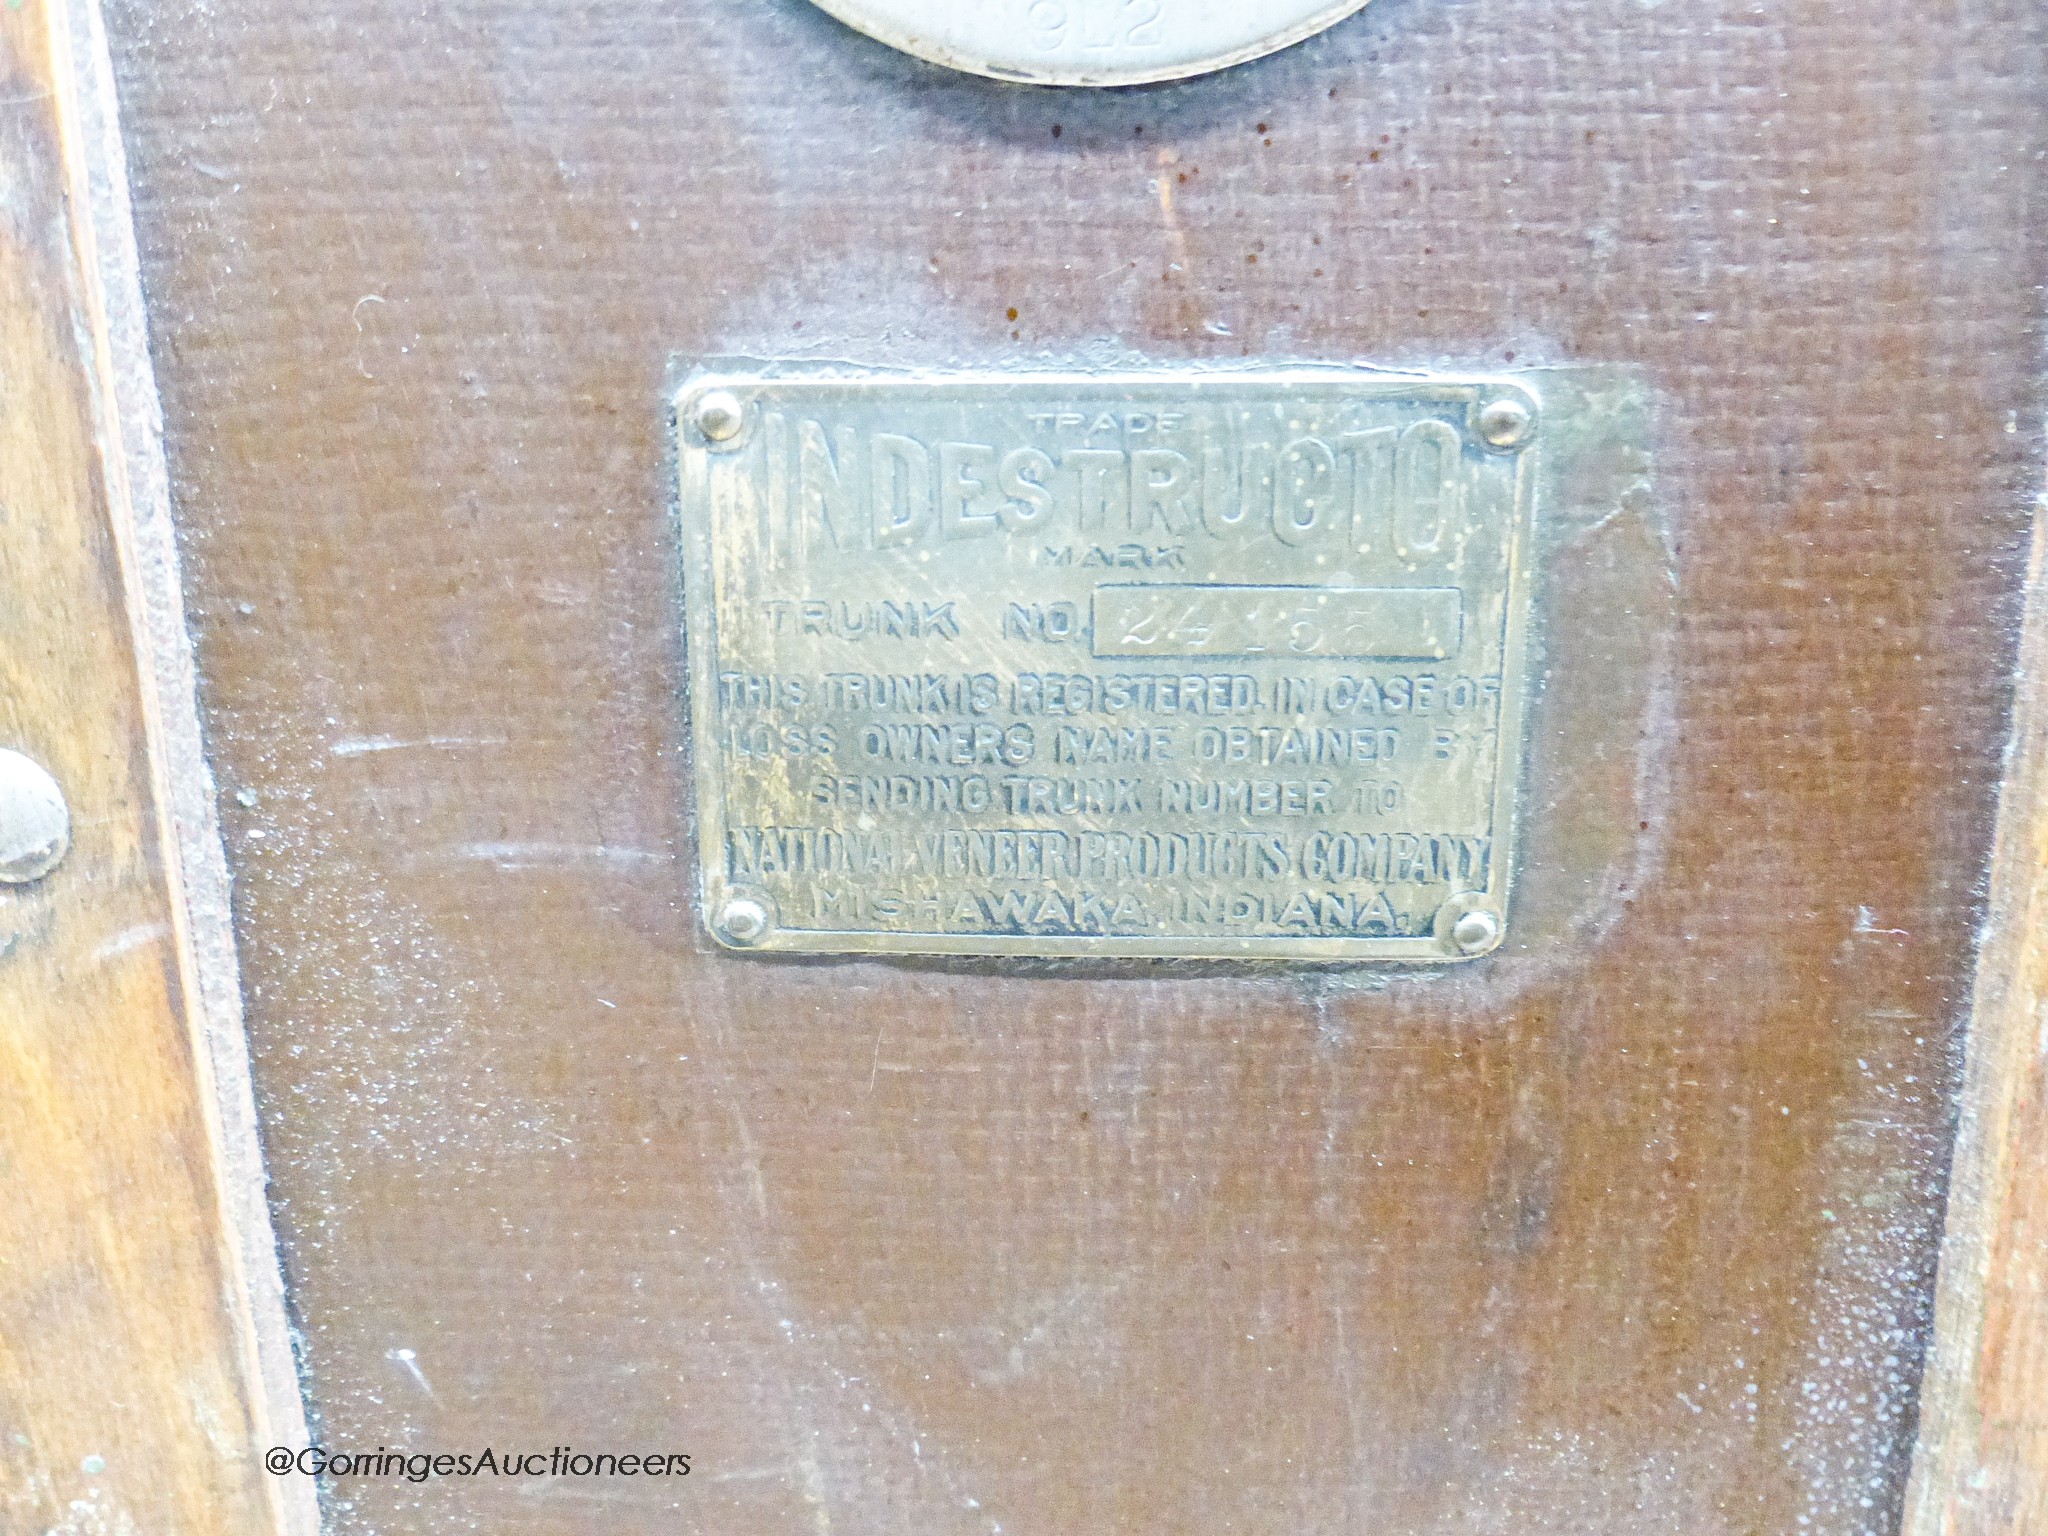 9L2
TRADE
INDESTRUCTO
MARK
TRUNK NO.
THIS TRUNK IS REGISTERED. IN CASE OF
LOSS OWNERS NAME OBTAINED BY
SENDING TRUNK NUMBER TO
NATIONAL VENEER PRODUCTS COMPANY
MISHAWAKA, INDIANA.
@GorringesAuctioneers